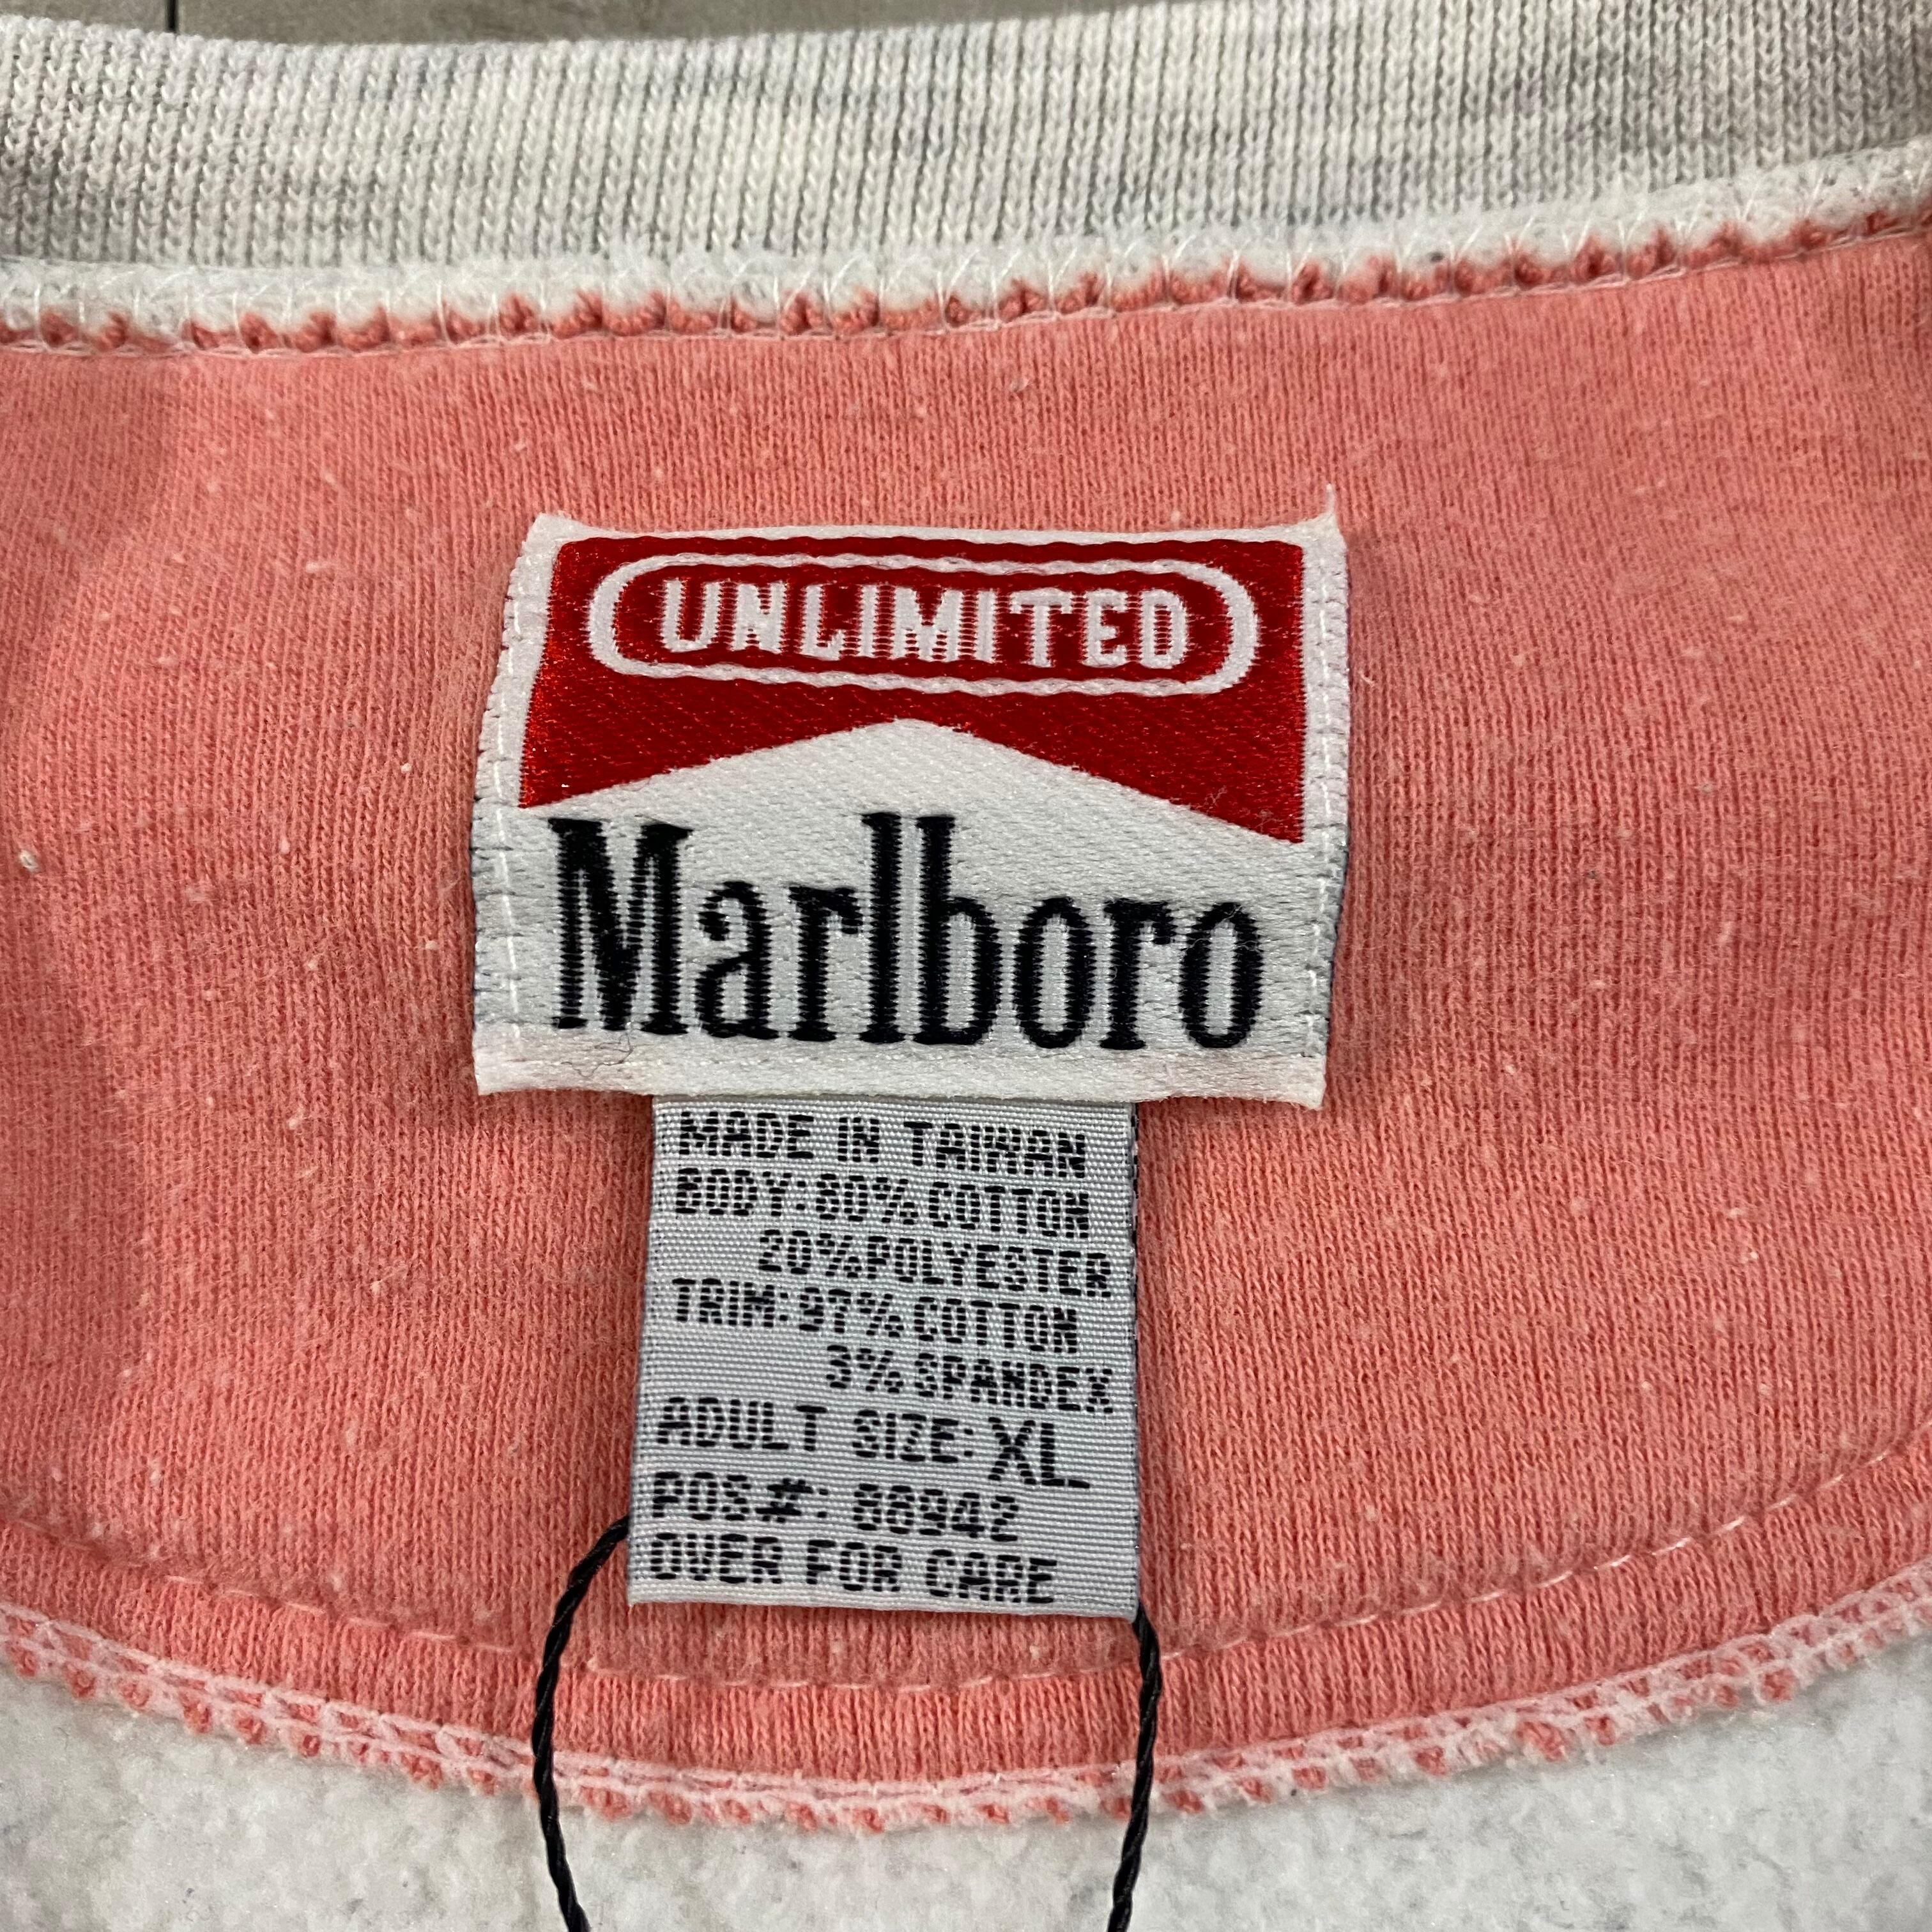 UNLIMITED
Marlboro
MADE IN TAIWAN
BODY:80% COTTON
20%POLYESTER
TRIM:97% COTTON
3% SPANDEX
ADULT SIZE: XL
POS#: 88942
OVER FOR CARE